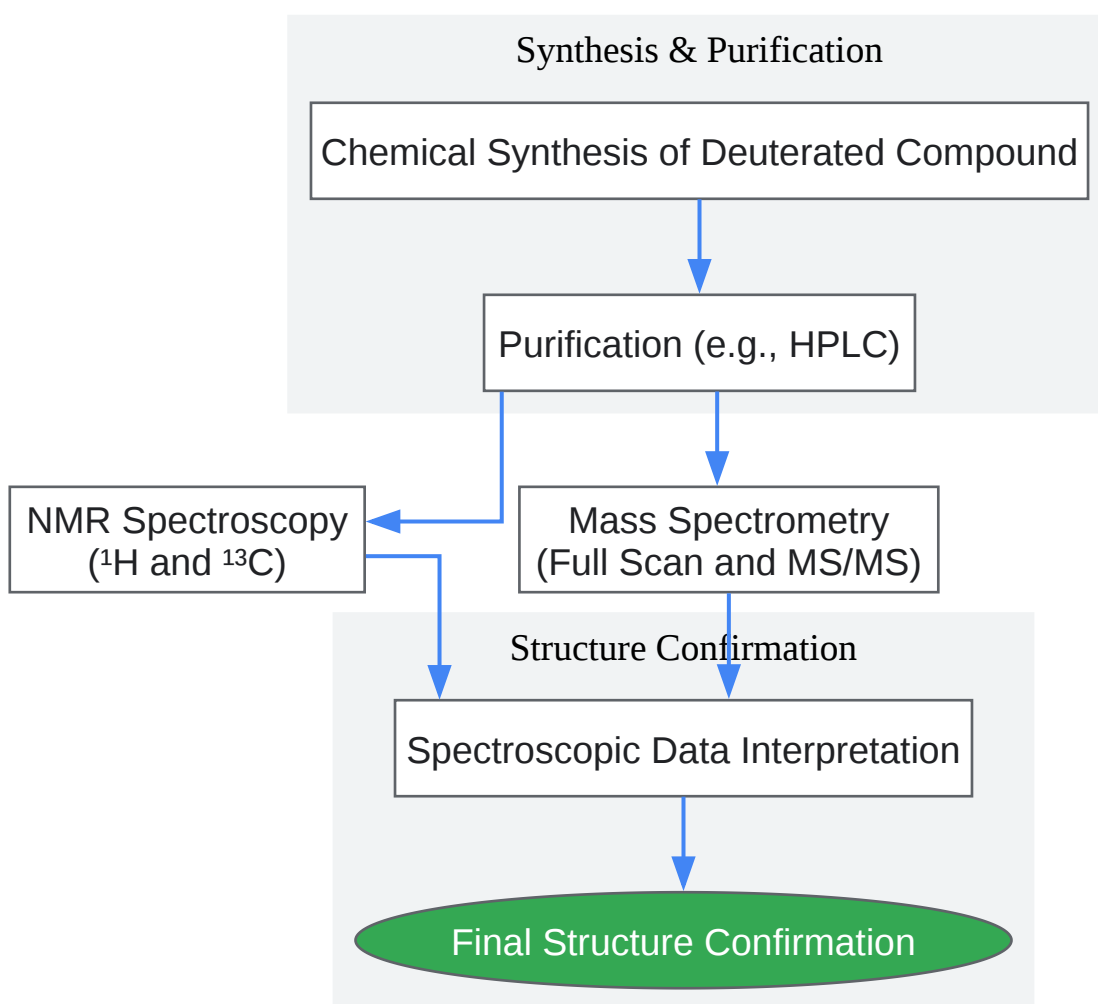 Synthesis & Purification
Chemical Synthesis of Deuterated Compound
Purification (e.g., HPLC)
NMR Spectroscopy
(¹H and ¹³C)
Mass Spectrometry
(Full Scan and MS/MS)
Structure Confirmation
Spectroscopic Data Interpretation
Final Structure Confirmation